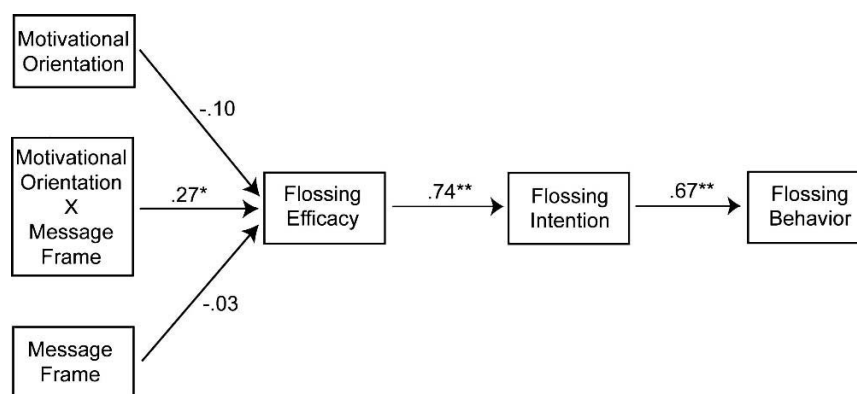 Motivational
Orientation
-.10
Motivational
Orientation
X
Message
Frame
.27*
Flossing
Efficacy
.74**
Flossing
Intention
.67**
Flossing
Behavior
-.03
Message
Frame